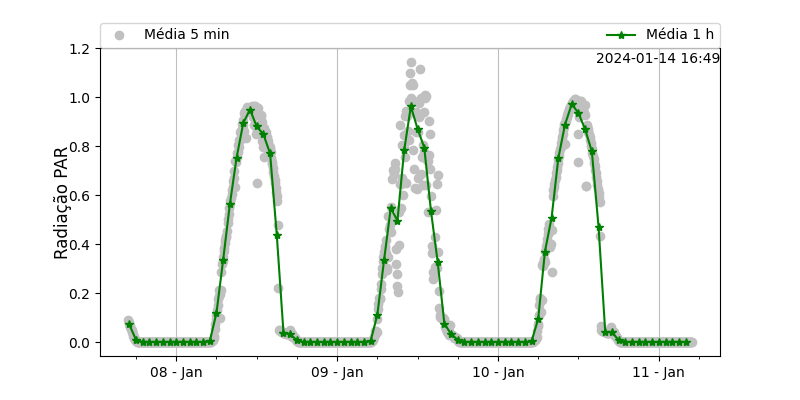 Média 5 min
Média 1 h
2024-01-14 16:49
Radiação PAR
1.2
1.0
0.8
0.6
0.4
0.2
0.0
08 - Jan
09 - Jan
10 - Jan
11 - Jan